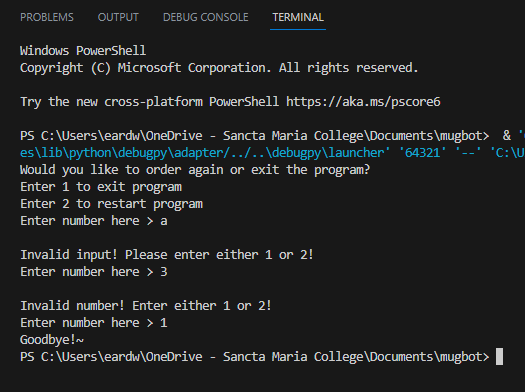 PROBLEMS OUTPUT DEBUG CONSOLE TERMINAL
Windows PowerShell
Copyright (C) Microsoft Corporation. All rights reserved.
Try the new cross-platform PowerShell https://aka.ms/pscore6
PS C:\Users\eardw\OneDrive - Sancta Maria College\Documents\mugbot> & '
es\lib\python\debugpy\adapter/../..\debugpy\launcher' '64321' '--' 'C:\U
Would you like to order again or exit the program?
Enter 1 to exit program
Enter 2 to restart program
Enter number here > a
Invalid input! Please enter either 1 or 2!
Enter number here > 3
Invalid number! Enter either 1 or 2!
Enter number here > 1
Goodbye!~
PS C:\Users\eardw\OneDrive - Sancta Maria College\Documents\mugbot>